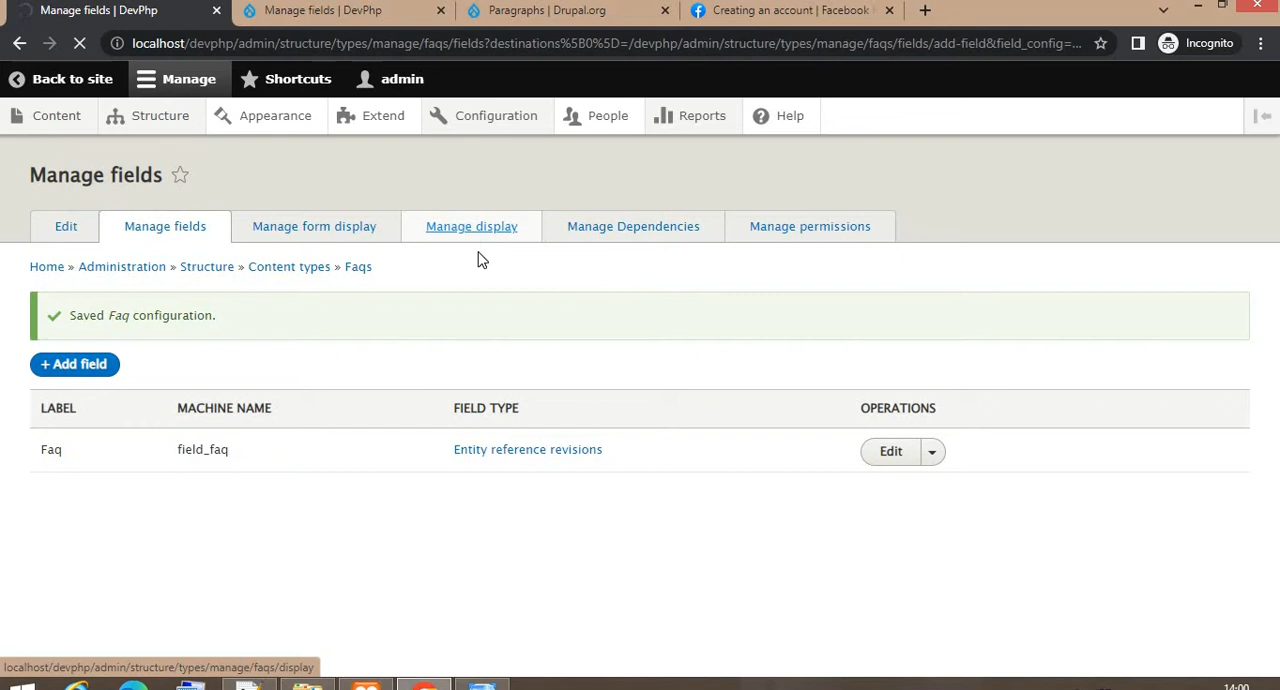 Manage fields | DevPhp
Manage fields | DevPhp
Paragraphs | Drupal.org
Creating an account | Facebook
localhost/devphp/admin/structure/types/manage/faqs/fields?destinations%5B0%5D=/devphp/admin/structure/types/manage/faqs/fields/add-field&field_config=...
Incognito
Back to site
Manage
Shortcuts
admin
Content
Structure
Appearance
Extend
Configuration
People
Reports
Help
Manage fields
Edit
Manage fields
Manage form display
Manage display
Manage Dependencies
Manage permissions
Home » Administration » Structure » Content types » Faqs
Saved Faq configuration.
+ Add field
LABEL MACHINE NAME FIELD TYPE OPERATIONS
Faq field_faq Entity reference revisions Edit
localhost/devphp/admin/structure/types/manage/faqs/display
14:00